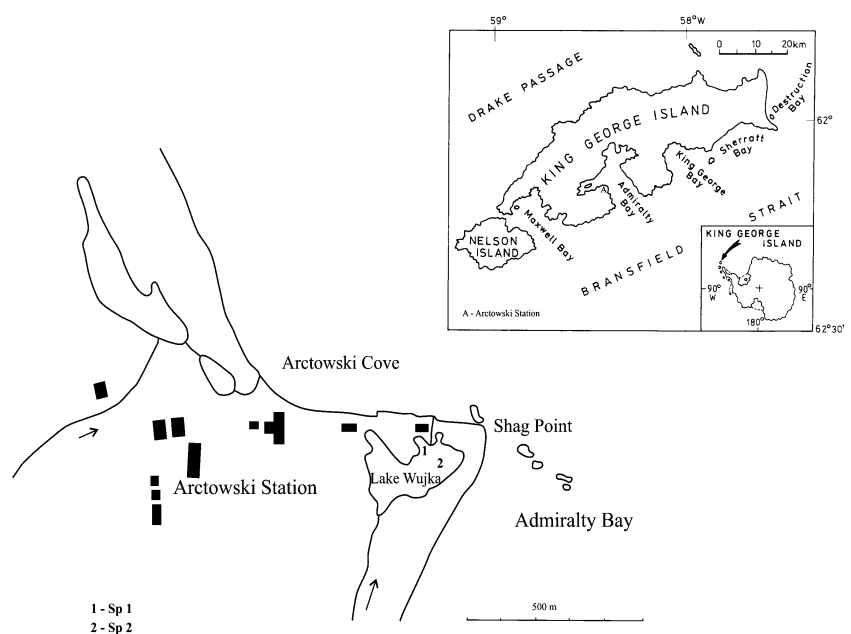 59°
58°W
0 10 20km
DRAKE PASSAGE
Destruction
Bay
62°
KING GEORGE ISLAND
Sherratt
Bay
King George
Bay
A
Admiralty
Bay
Maxwell Bay
NELSON
ISLAND
BRANSFIELD STRAIT
KING GEORGE
ISLAND
90°
W
90°
E
180°
A - Arctowski Station
62°30'
Arctowski Cove
Shag Point
1
2
Lake Wujka
Arctowski Station
Admiralty Bay
1 - Sp 1
2 - Sp 2
500 m